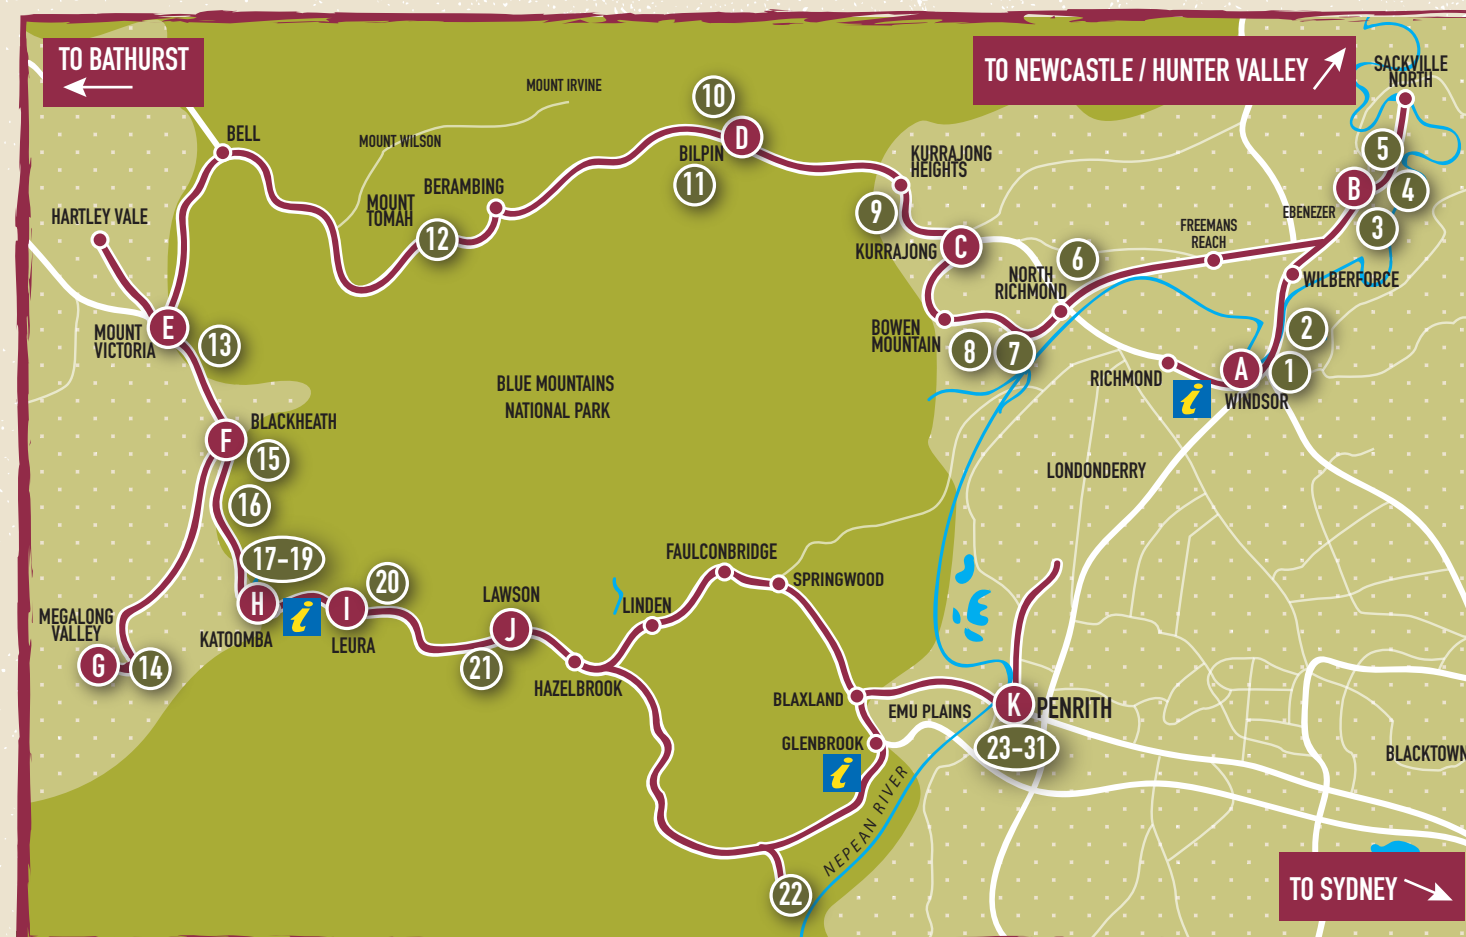 TO BATHURST
TO NEWCASTLE / HUNTER VALLEY
SACKVILLE
NORTH
MOUNT IRVINE
10
D
BELL
MOUNT WILSON
BILPIN
KURRAJONG
HEIGHTS
5
11
BERAMBING
B
4
MOUNT
TOMAH
HARTLEY VALE
9
EBENEZER
3
12
KURRAJONG
C
FREEMANS
REACH
6
NORTH
RICHMOND
WILBERFORCE
E
MOUNT
VICTORIA
13
BOWEN
MOUNTAIN
8
7
2
RICHMOND
A
1
i
WINDSOR
BLUE MOUNTAINS
NATIONAL PARK
BLACKHEATH
F
15
LONDONDERRY
16
17–19
FAULCONBRIDGE
SPRINGWOOD
20
LAWSON
LINDEN
H
i
I
MEGALONG
VALLEY
KATOOMBA
LEURA
J
G
14
21
HAZELBROOK
BLAXLAND
EMU PLAINS
K
PENRITH
GLENBROOK
23–31
BLACKTOWN
i
NEPEAN RIVER
22
TO SYDNEY